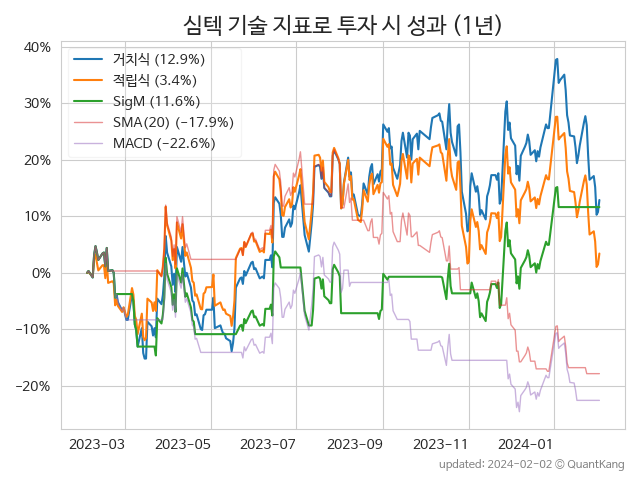 심텍 기술 지표로 투자 시 성과 (1년)
40%
30%
20%
10%
0%
−10%
−20%
거치식 (12.9%)
적립식 (3.4%)
SigM (11.6%)
SMA(20) (−17.9%)
MACD (−22.6%)
2023-03
2023-05
2023-07
2023-09
2023-11
2024-01
updated: 2024-02-02 ⓒ QuantKang